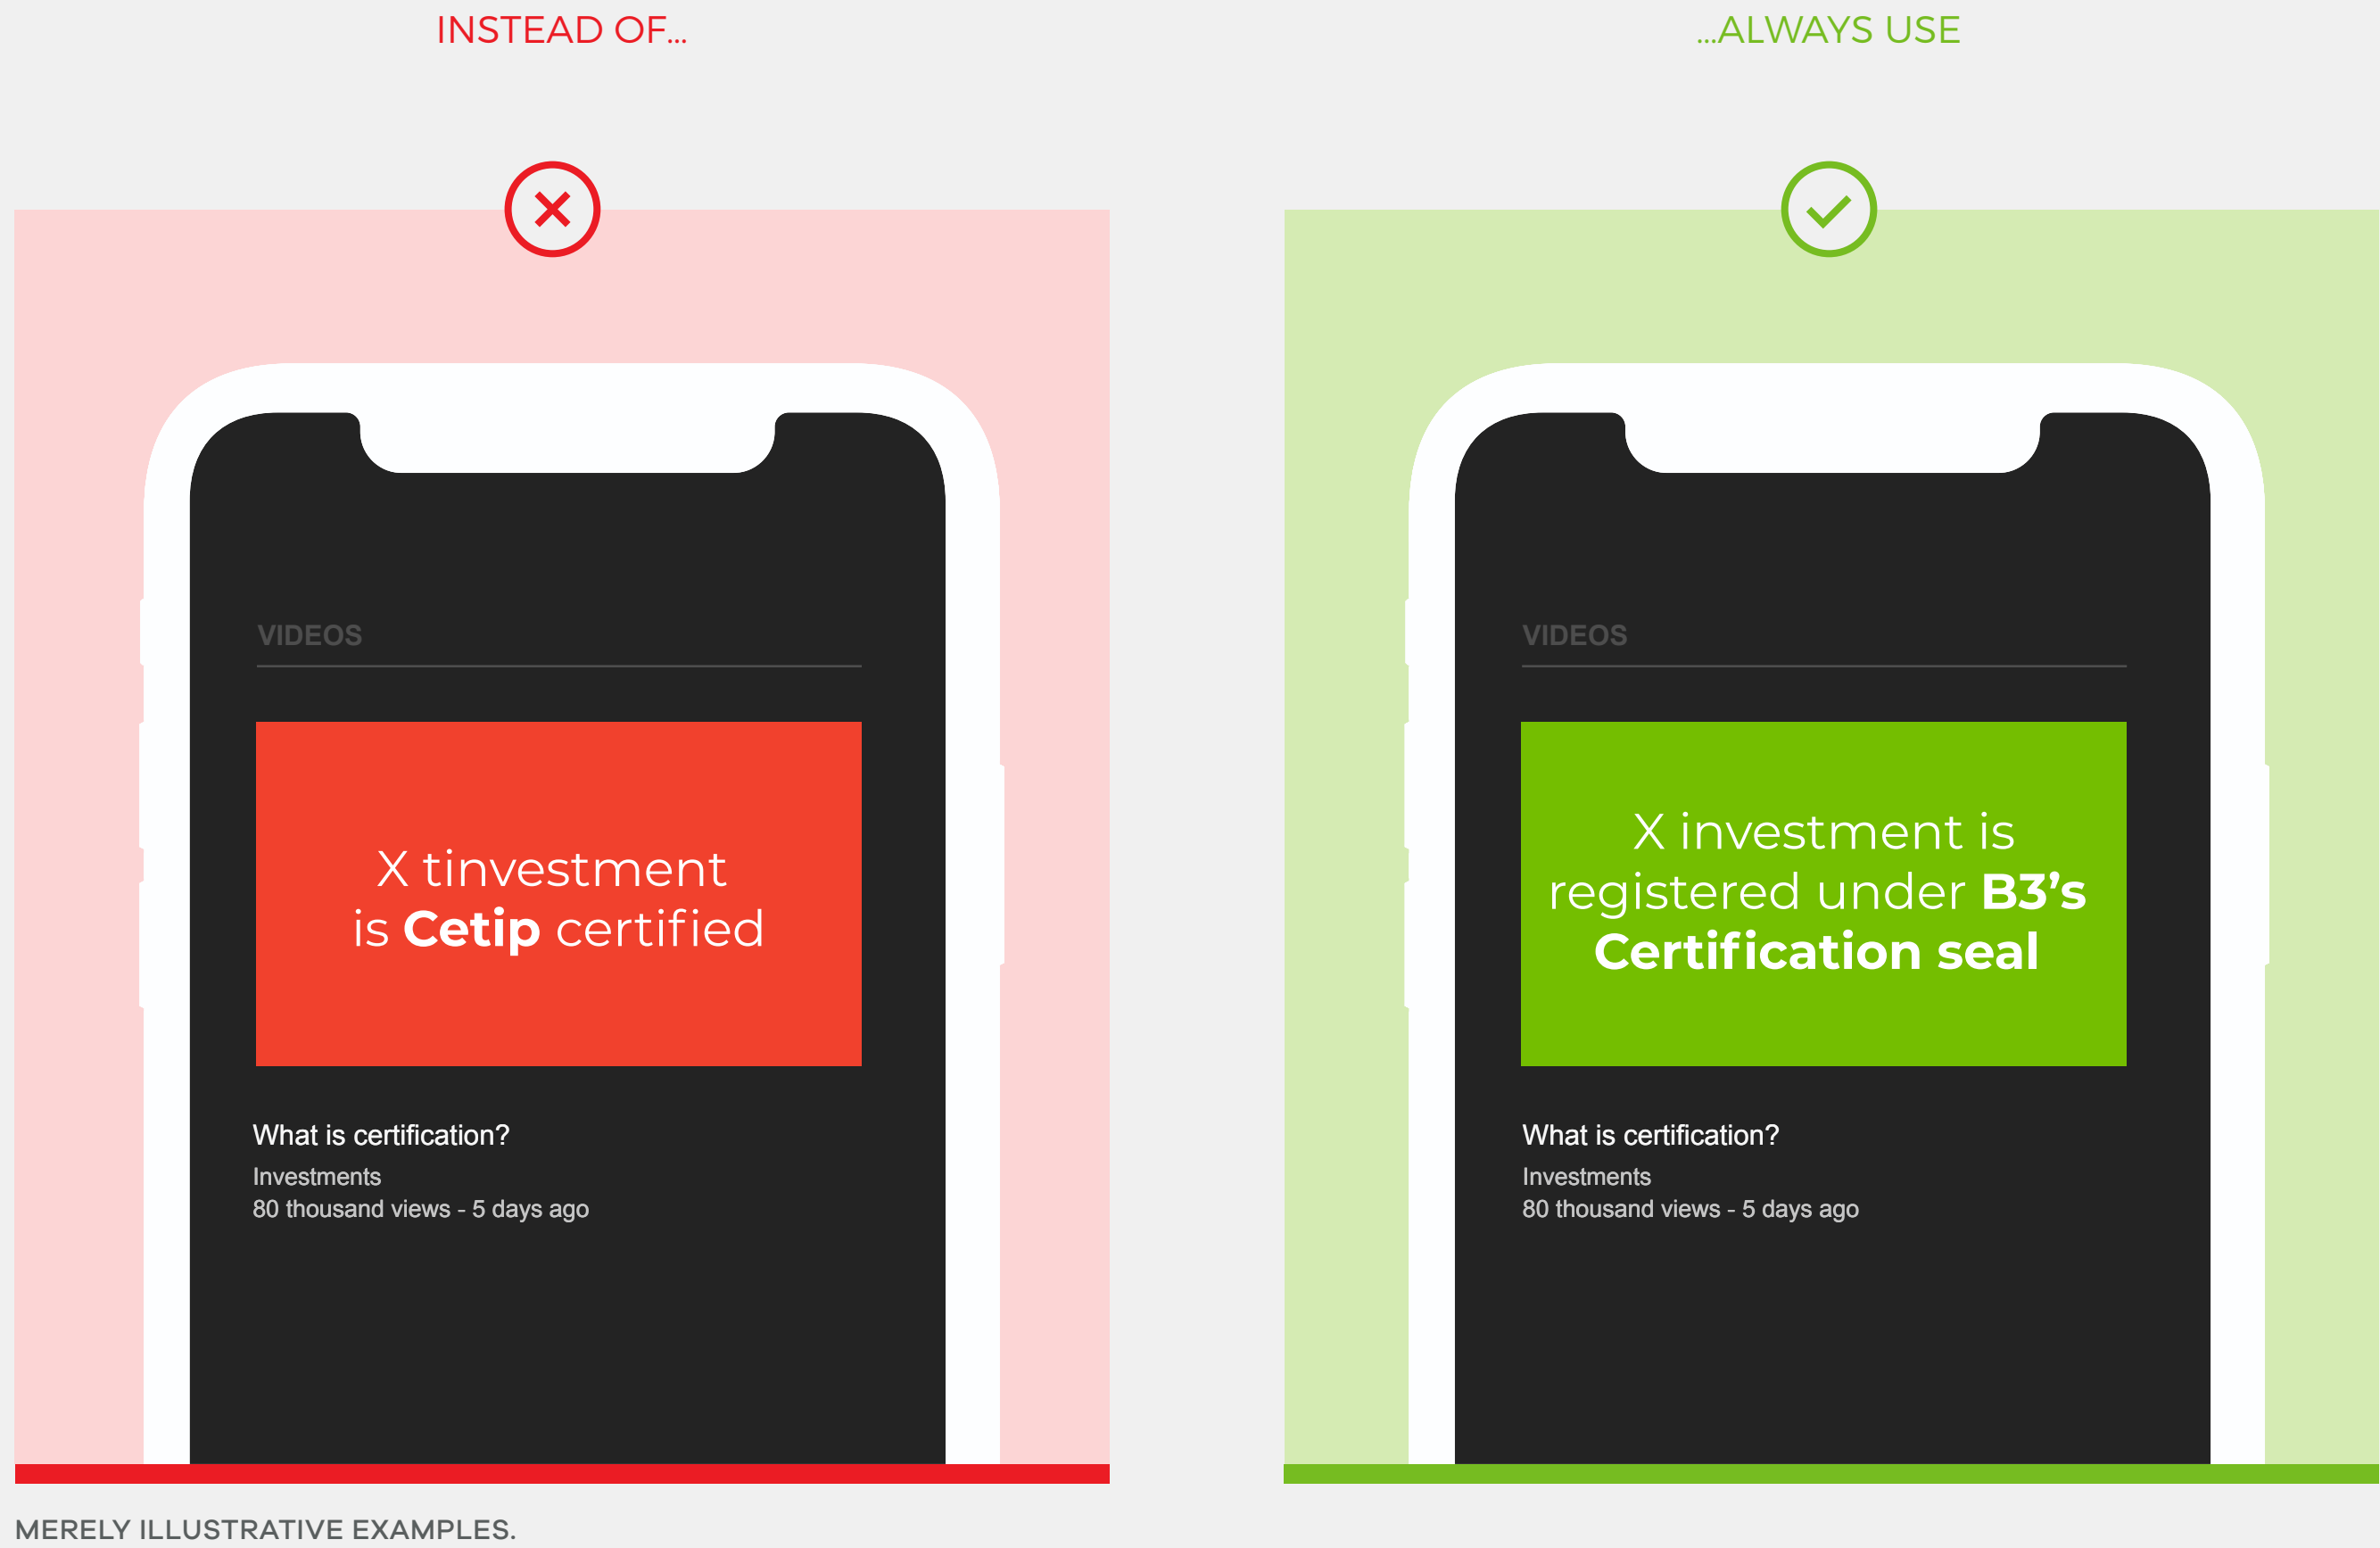 INSTEAD OF...
VIDEOS
X tinvestment
is Cetip certified
What is certification?
Investments
80 thousand views - 5 days ago
...ALWAYS USE
VIDEOS
X investment is
registered under B3’s
Certification seal
What is certification?
Investments
80 thousand views - 5 days ago
MERELY ILLUSTRATIVE EXAMPLES.